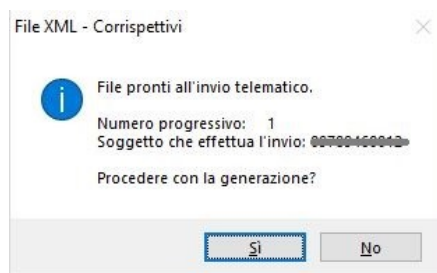 File XML - Corrispettivi
File pronti all'invio telematico.
Numero progressivo: 1
Soggetto che effettua l'invio:
Procedere con la generazione?
Sì
No